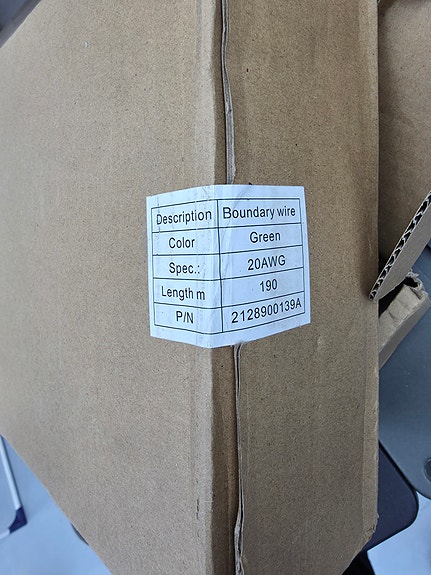 Description Boundary wire
Color Green
Spec.: 20AWG
Length m 190
P/N 2128900139A